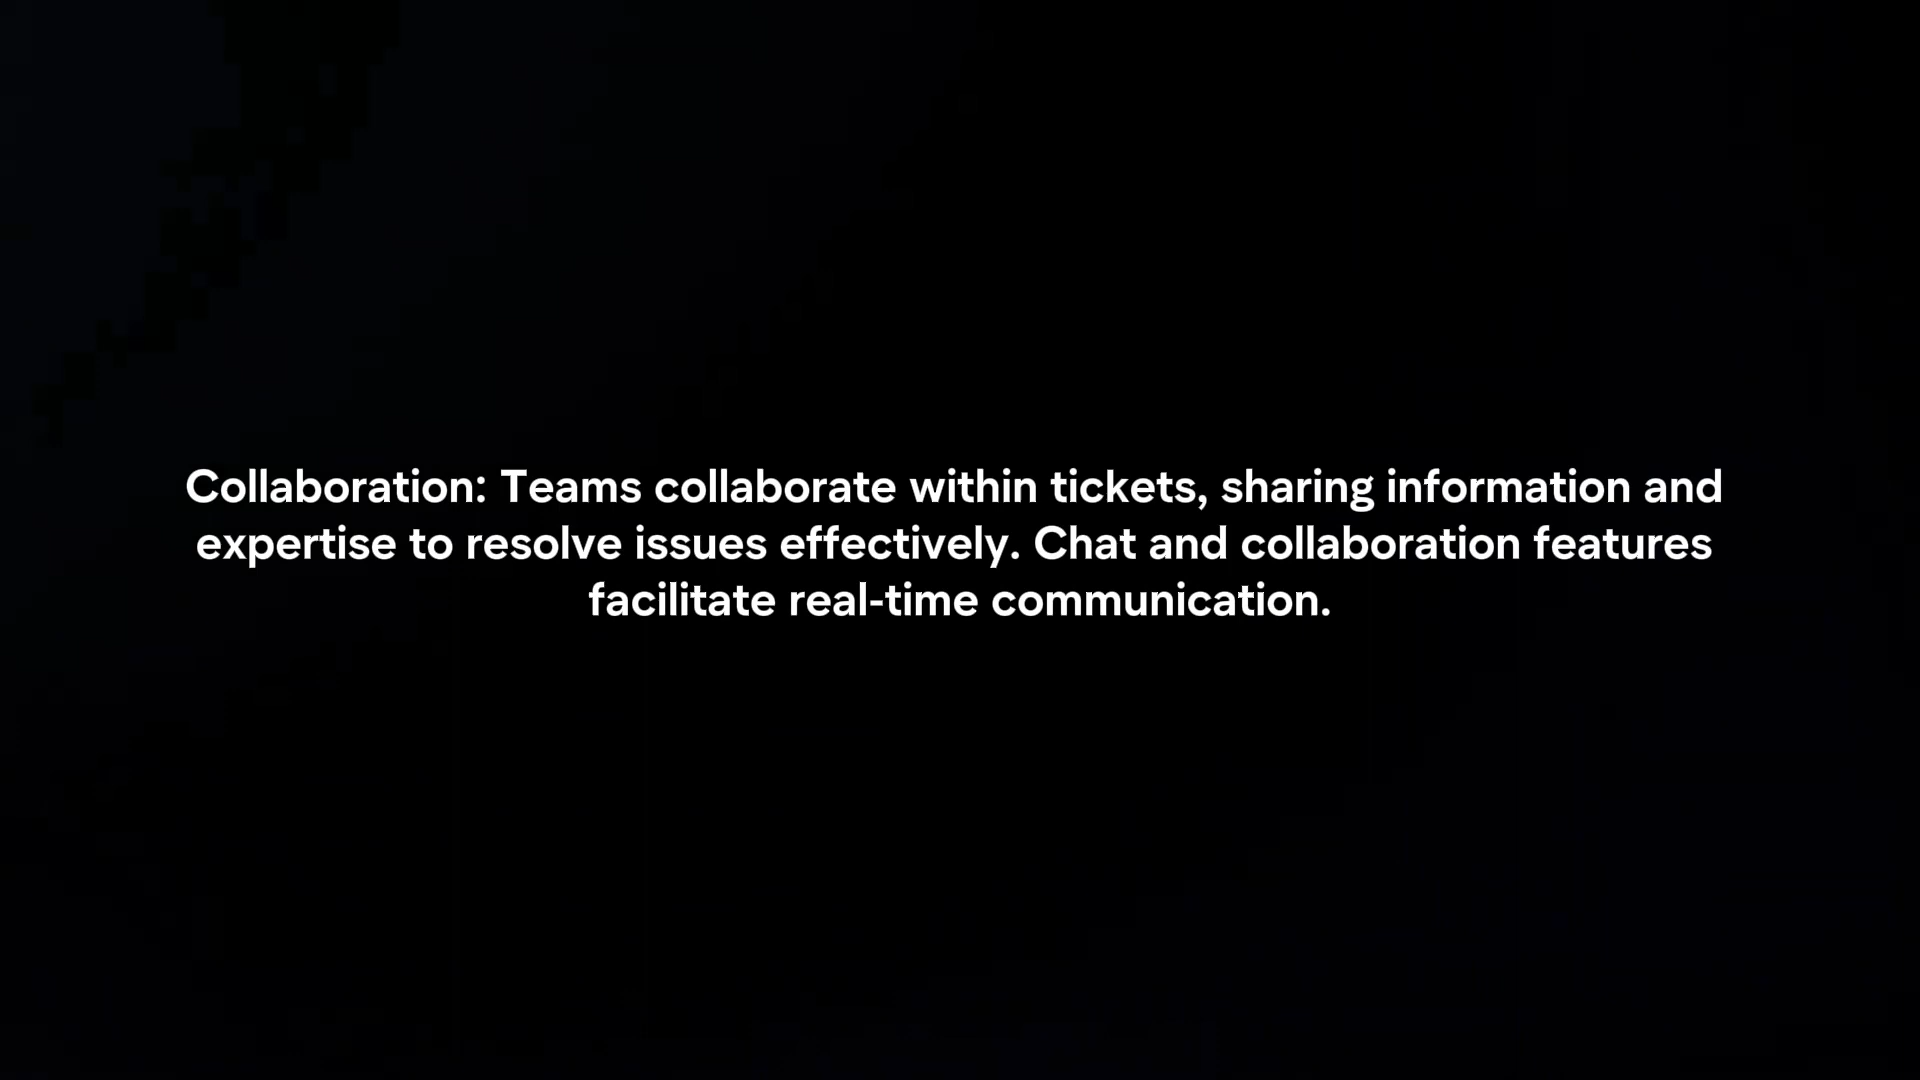 Collaboration: Teams collaborate within tickets, sharing information and
expertise to resolve issues effectively. Chat and collaboration features
facilitate real-time communication.